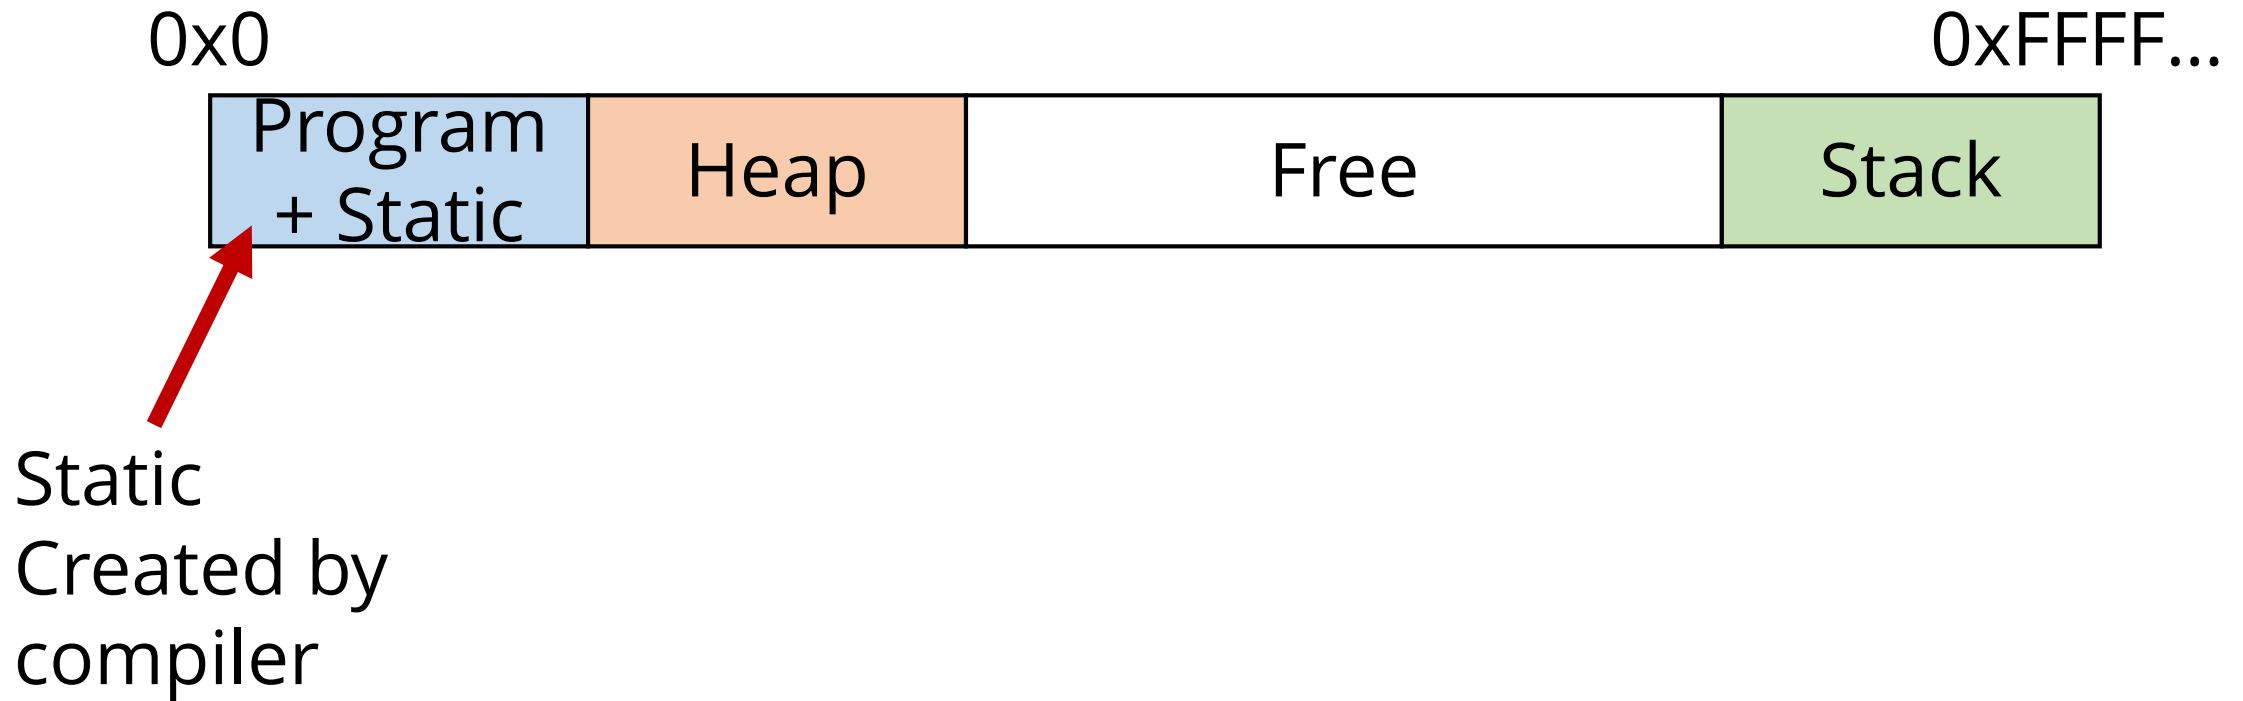 0x0
0xFFFF...
Program
+ Static
Heap
Free
Stack
Static
Created by
compiler